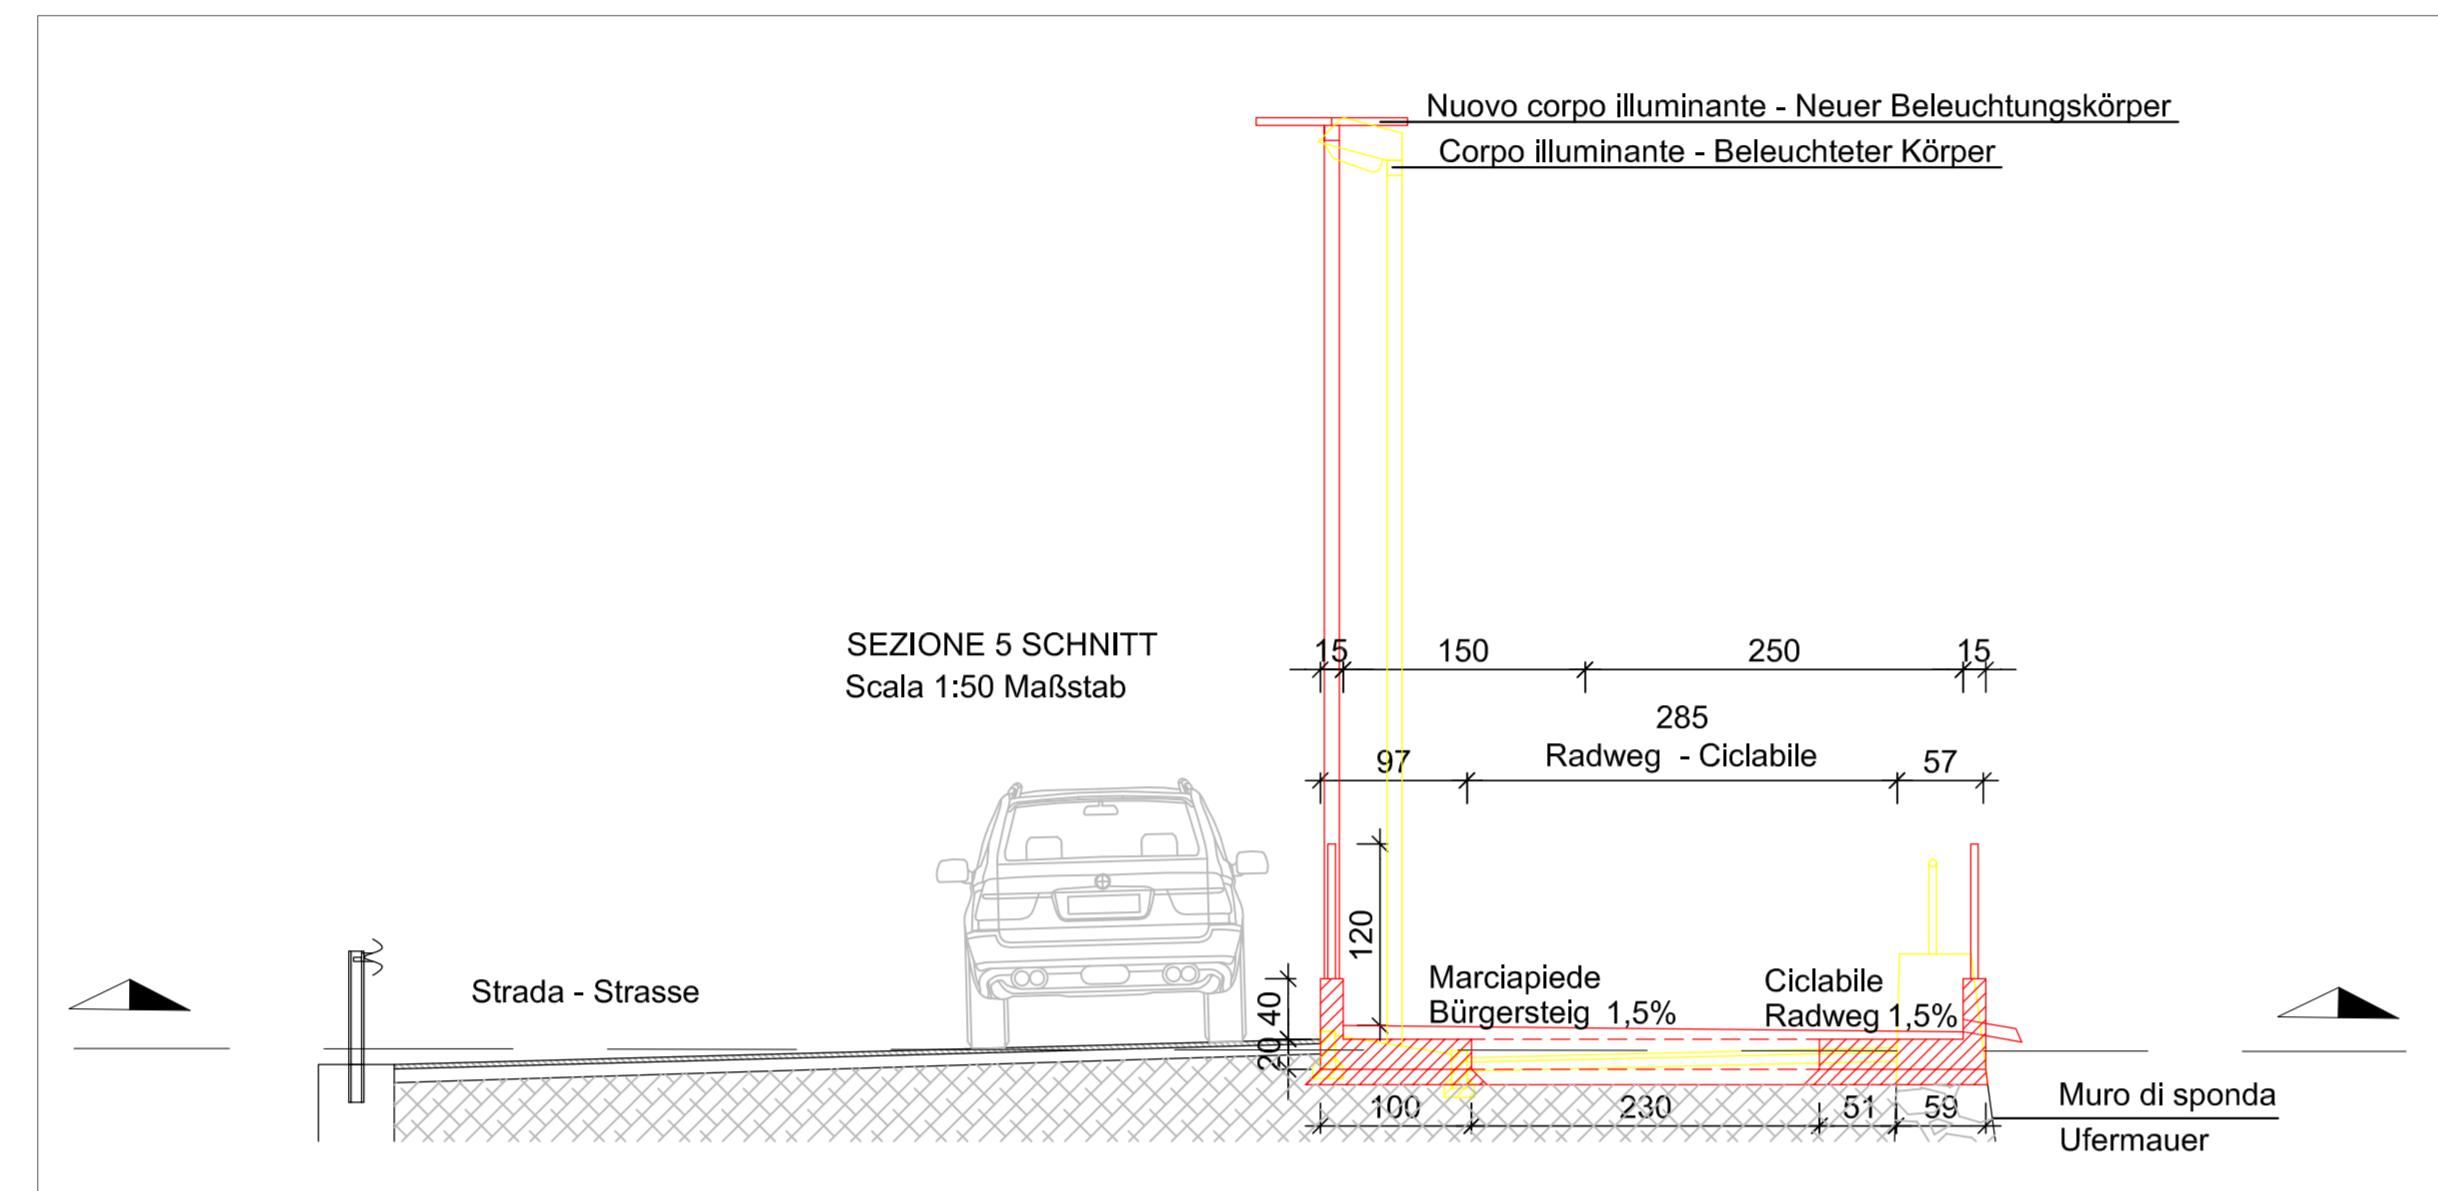 Nuovo corpo illuminante - Neuer Beleuchtungskörper
Corpo illuminante - Beleuchteter Körper
SEZIONE 5 SCHNITT
Scala 1:50 Maßstab
15 150 250 15
285
97 Radweg - Ciclabile 57
120
Strada - Strasse
40
20
Marciapiede
Bürgersteig 1,5%
Ciclabile
Radweg 1,5%
100 230 51 59
Muro di sponda
Ufermauer